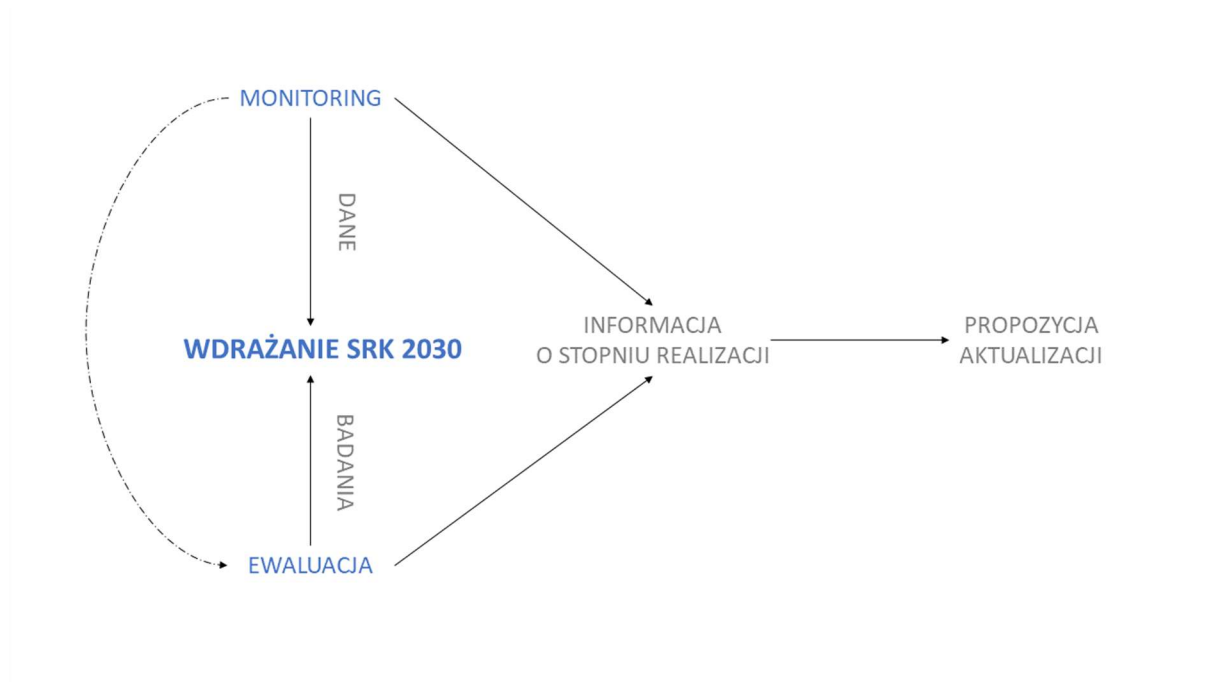 MONITORING
DANE
WDRAŻANIE SRK 2030
INFORMACJA
O STOPNIU REALIZACJI
PROPOZYCJA
AKTUALIZACJI
BADANIA
EWALUACJA